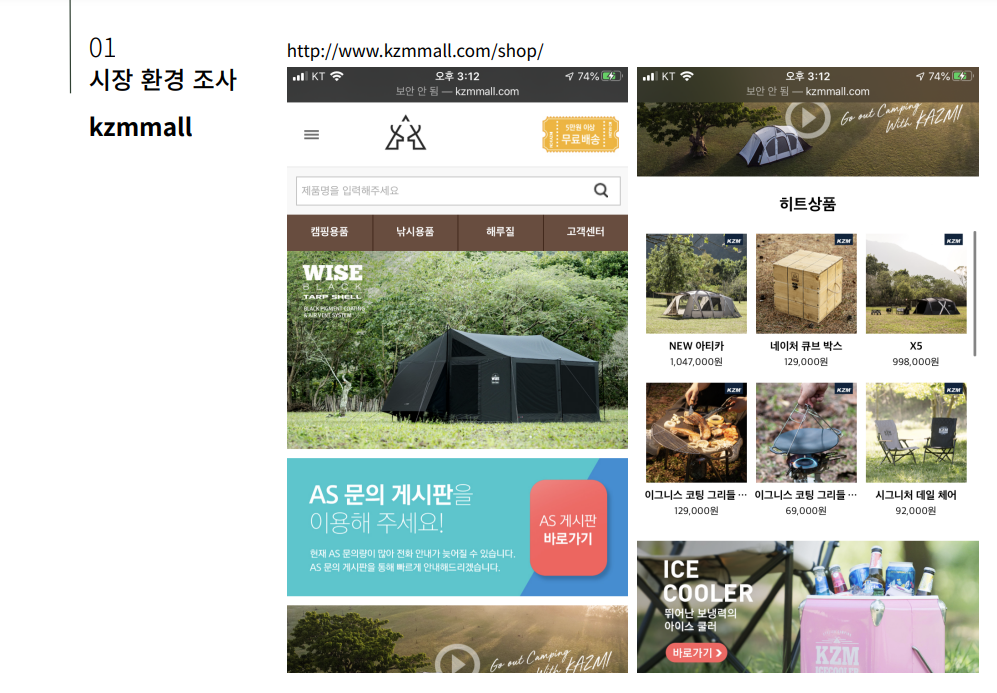 01
시장 환경 조사
kzmmall
http://www.kzmmall.com/shop/
KT
오후 3:12
74%
보안 안 됨 — kzmmall.com
5만원 이상
무료배송
제품명을 입력해주세요
캠핑용품
낚시용품
해루질
고객센터
WISE
BLACK
TARP SHELL
BLACK PIGMENT COATING
& AIR VENT SYSTEM
WISE
AS 문의 게시판을
이용해 주세요!
현재 AS 문의량이 많아 전화 안내가 늦어질 수 있습니다.
AS 문의 게시판을 통해 빠르게 안내해드리겠습니다.
AS 게시판
바로가기
Go out Camping
With KAZMI
KT
오후 3:12
74%
보안 안 됨 — kzmmall.com
Go out Camping
With KAZMI
히트상품
KZM
KZM
KZM
NEW 아티카
네이처 큐브 박스
X5
1,047,000원
129,000원
998,000원
KZM
KZM
KZM
이그니스 코팅 그리들 …
이그니스 코팅 그리들 …
시그니처 데일 체어
129,000원
69,000원
92,000원
ICE
COOLER
뛰어난 보냉력의
아이스 쿨러
바로가기 >
KZM
ICECOOLER